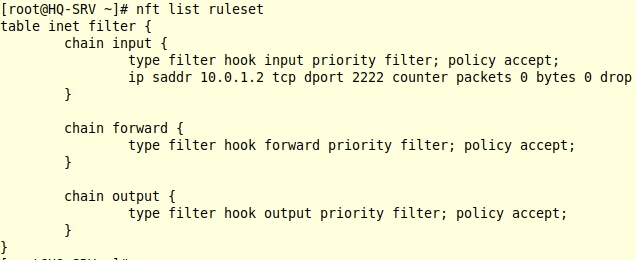 [root@HQ-SRV ~]# nft list ruleset
table inet filter {
        chain input {
                type filter hook input priority filter; policy accept;
                ip saddr 10.0.1.2 tcp dport 2222 counter packets 0 bytes 0 drop
        }

        chain forward {
                type filter hook forward priority filter; policy accept;
        }

        chain output {
                type filter hook output priority filter; policy accept;
        }
}